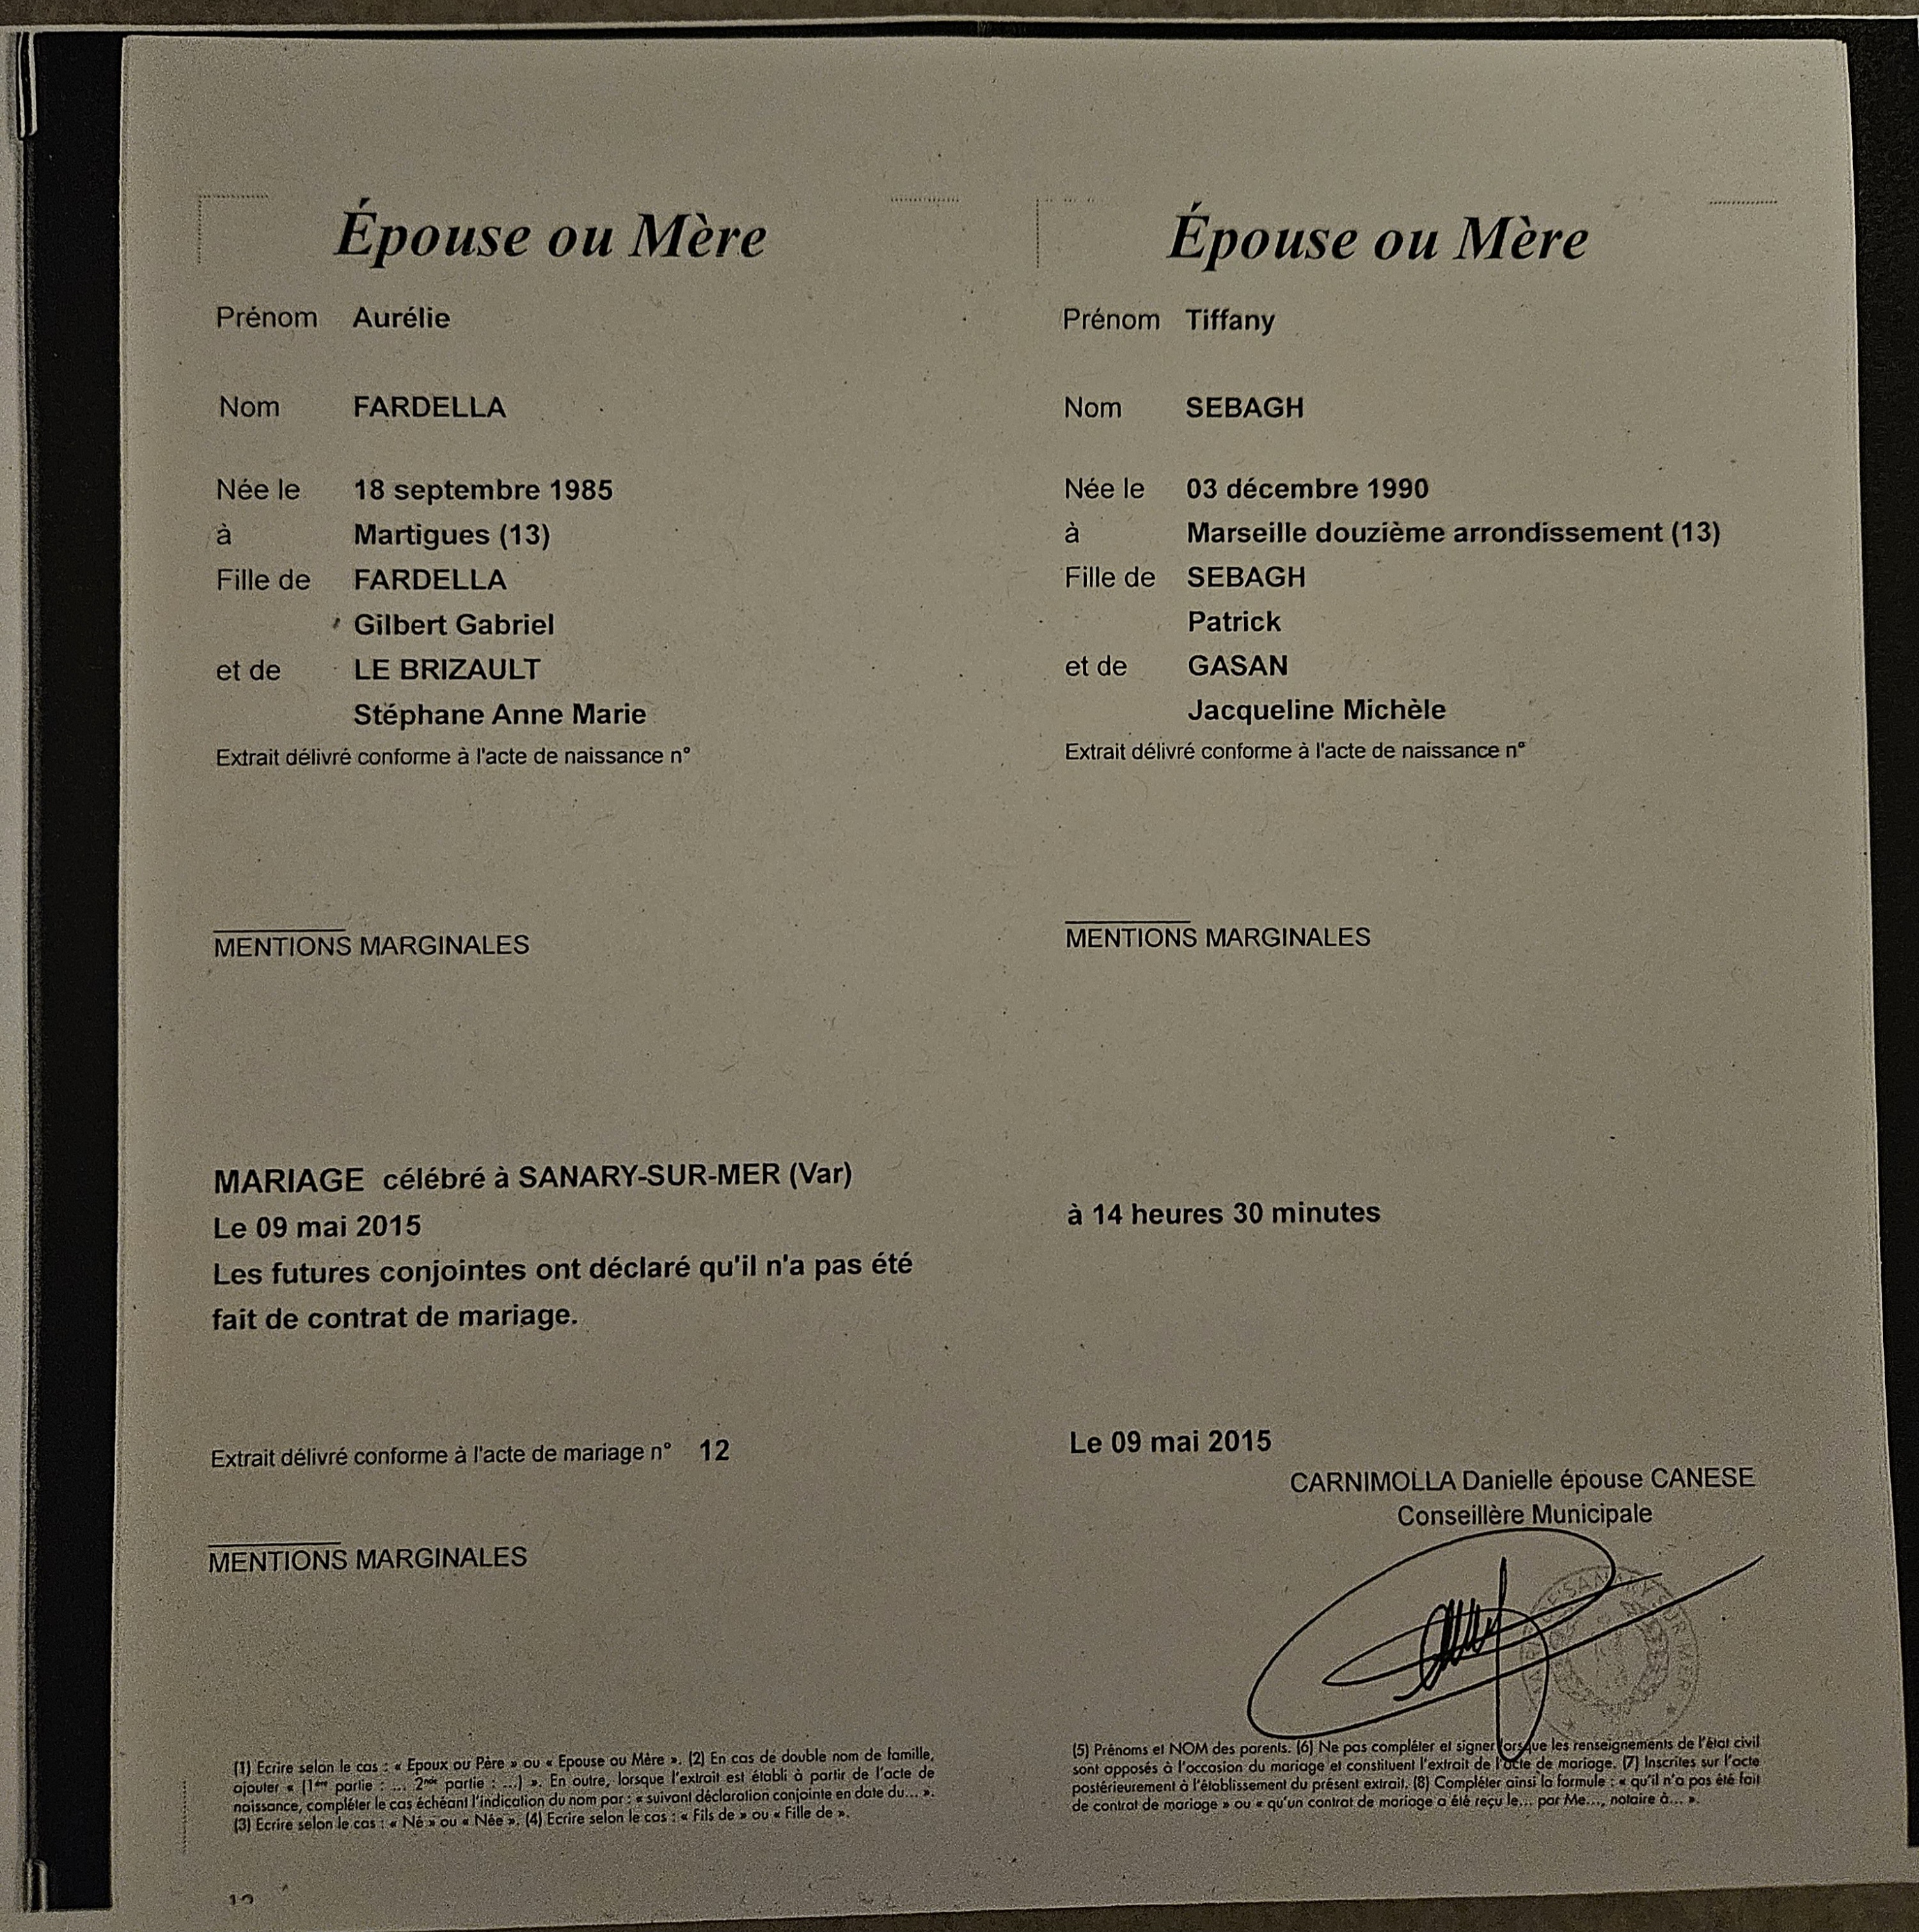 Épouse ou Mère
Prénom Aurélie
Nom FARDELLA
Née le 18 septembre 1985
à Martigues (13)
Fille de FARDELLA
Gilbert Gabriel
et de LE BRIZAULT
Stéphane Anne Marie
Extrait délivré conforme à l'acte de naissance n°
MENTIONS MARGINALES
MARIAGE célébré à SANARY-SUR-MER (Var)
Le 09 mai 2015
Les futures conjointes ont déclaré qu'il n'a pas été
fait de contrat de mariage.
Extrait délivré conforme à l'acte de mariage n° 12
MENTIONS MARGINALES
(1) Ecrire selon le cas : « Epoux ou Père » ou « Epouse ou Mère ». (2) En cas de double nom de famille,
ajouter « (1ère partie : ... 2nde partie : ...) ». En outre, lorsque l'extrait est établi à partir de l'acte de
naissance, compléter le cas échéant l'indication du nom par : « suivant déclaration conjointe en date du... ».
(3) Ecrire selon le cas : « Né » ou « Née ». (4) Ecrire selon le cas : « Fils de » ou « Fille de ».
Épouse ou Mère
Prénom Tiffany
Nom SEBAGH
Née le 03 décembre 1990
à Marseille douzième arrondissement (13)
Fille de SEBAGH
Patrick
et de GASAN
Jacqueline Michèle
Extrait délivré conforme à l'acte de naissance n°
MENTIONS MARGINALES
à 14 heures 30 minutes
Le 09 mai 2015
CARNIMOLLA Danielle épouse CANESE
Conseillère Municipale
SANARY SUR MER
(5) Prénoms et NOM des parents. (6) Ne pas compléter et signer lorsque les renseignements de l'état civil
sont apposés à l'occasion du mariage et constituent l'extrait de l'acte de mariage. (7) Inscrites sur l'acte
postérieurement à l'établissement du présent extrait. (8) Compléter ainsi la formule : « qu'il n'a pas été fait
de contrat de mariage » ou « qu'un contrat de mariage a été reçu le... par Me..., notaire à... ».